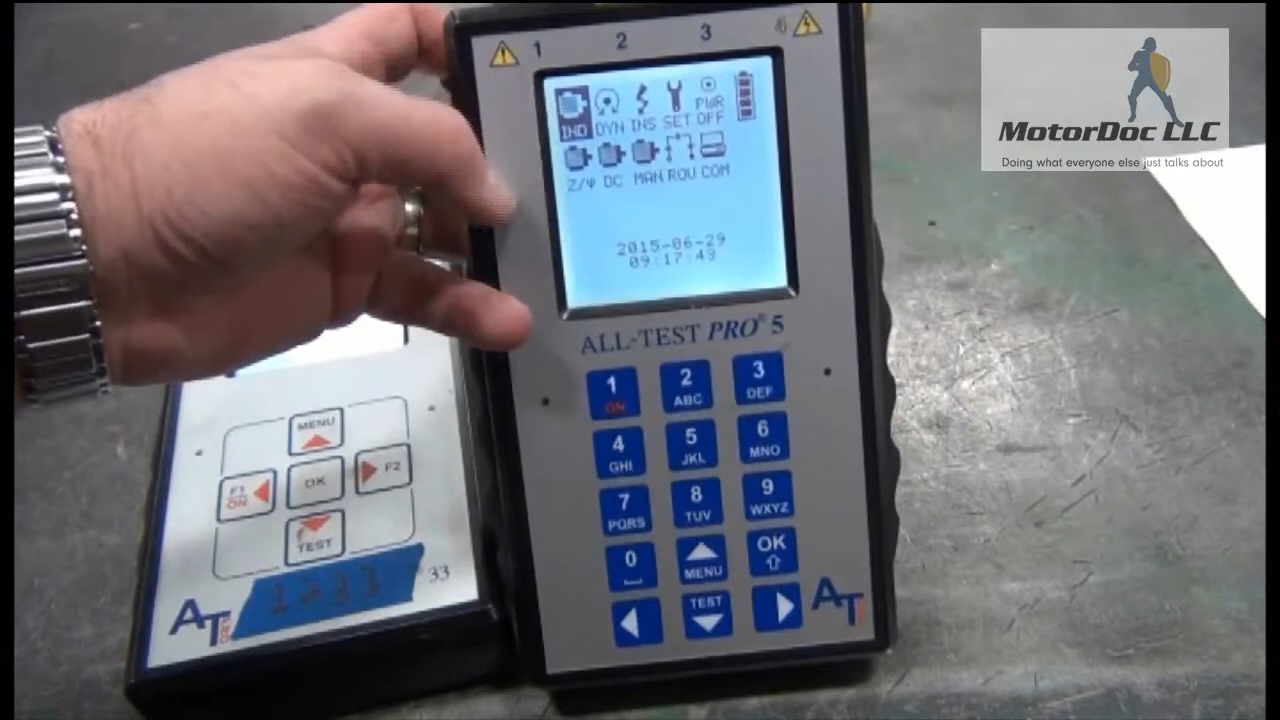 1 2 3
IND DYN INS SET PWR OFF
Z/Ψ DC MAN ROU COM
2015-06-29
09:17:43
ALL-TEST PRO® 5
1 ON
2 ABC
3 DEF
4 GHI
5 JKL
6 MNO
7 PQRS
8 TUV
9 WXYZ
0
MENU
OK
TEST
AT
MENU
F1 ON
OK
F2
TEST
1233
33
AT
MotorDoc LLC
Doing what everyone else just talks about